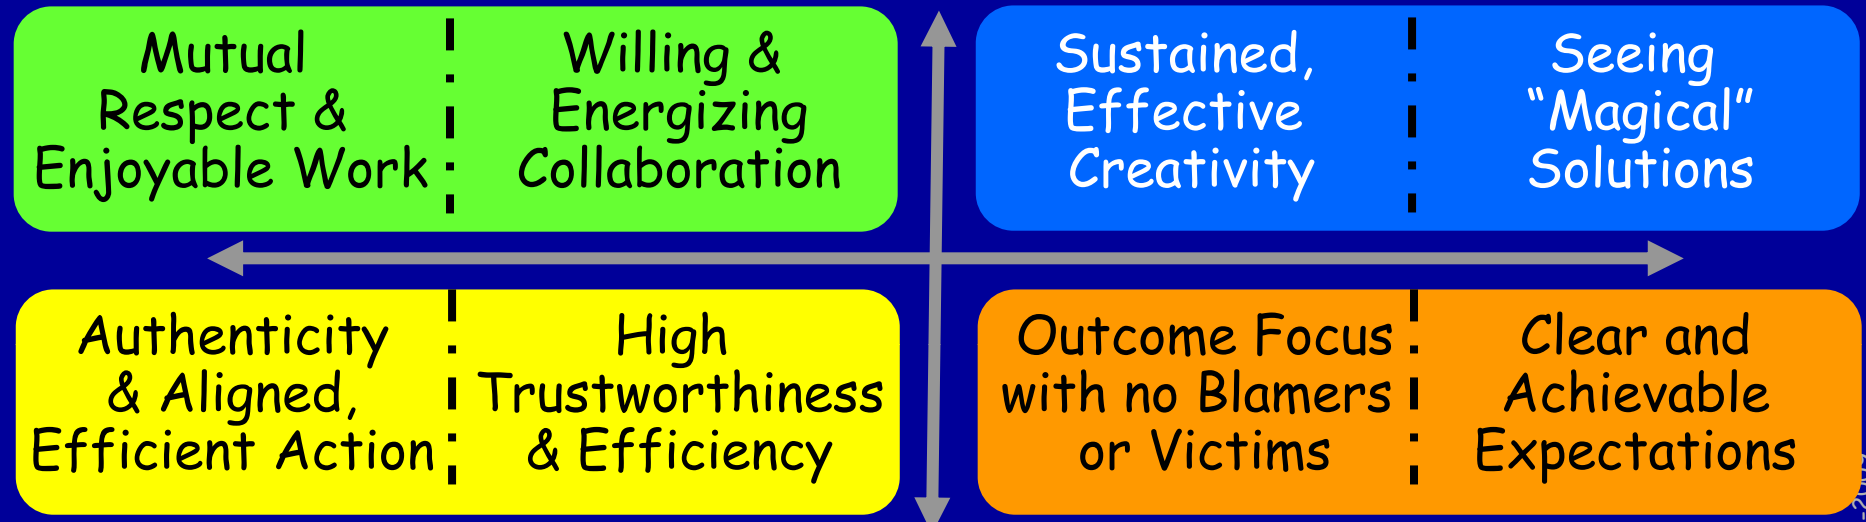 Mutual
Respect &
Enjoyable Work
Willing &
Energizing
Collaboration
Sustained,
Effective
Creativity
Seeing
“Magical”
Solutions
Authenticity
& Aligned,
Efficient Action
High
Trustworthiness
& Efficiency
Outcome Focus
with no Blamers
or Victims
Clear and
Achievable
Expectations